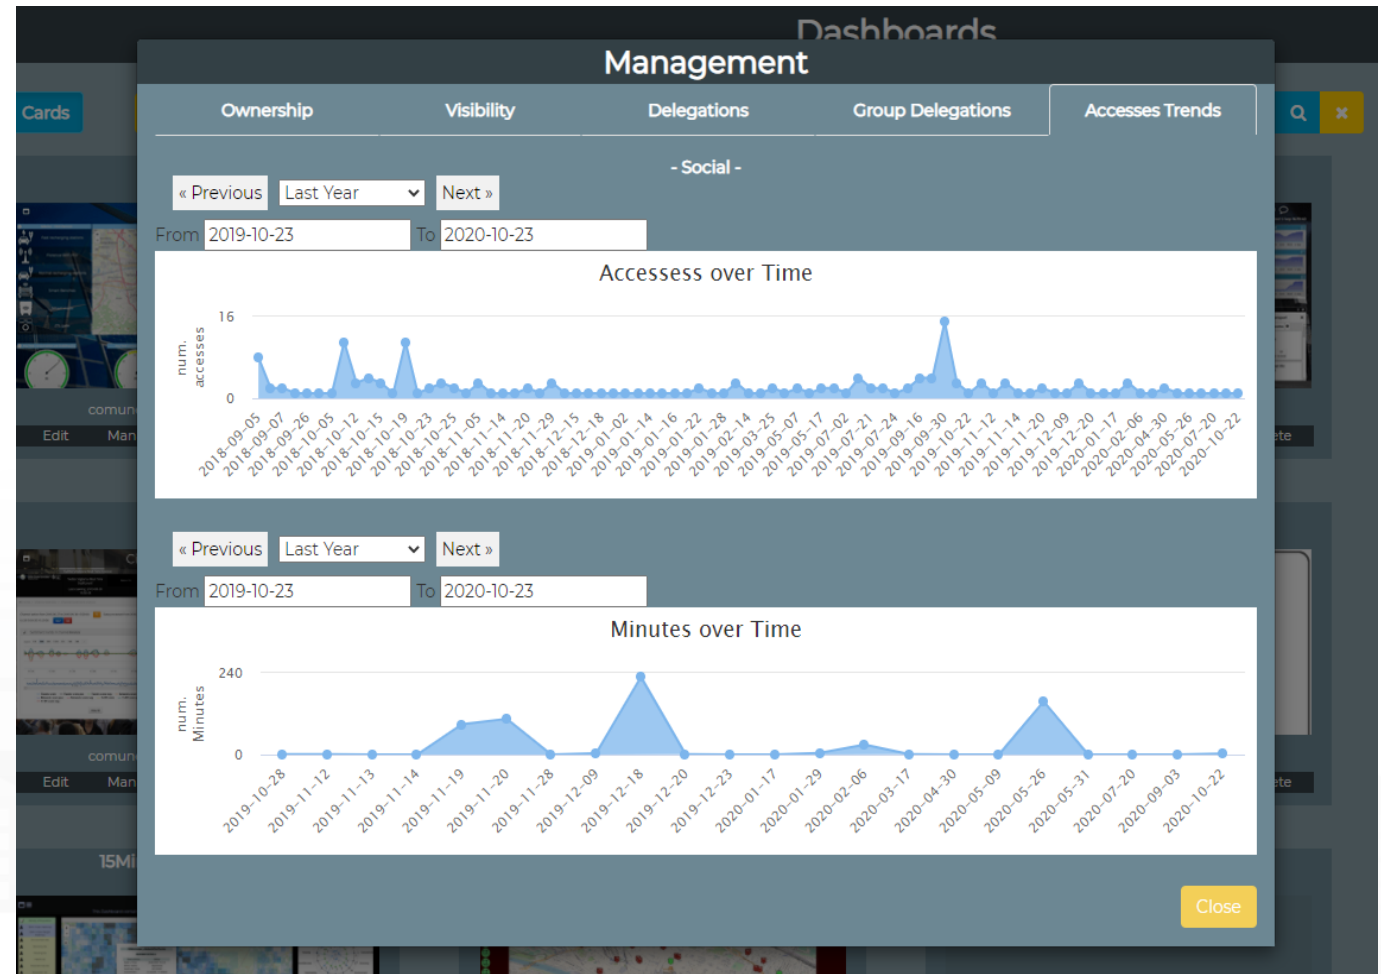 Dashboards
Management
Cards
Ownership Visibility Delegations Group Delegations Accesses Trends
- Social -
« Previous Last Year Next »
From 2019-10-23 To 2020-10-23
Accessess over Time
16
num.
accesses
0
2018-09-05 2018-09-07 2018-09-26 2018-10-05 2018-10-12 2018-10-15 2018-10-19 2018-10-23 2018-10-25 2018-11-05 2018-11-14 2018-11-20 2018-11-29 2018-12-15 2018-12-18 2019-01-02 2019-01-14 2019-01-16 2019-01-22 2019-01-28 2019-02-14 2019-03-25 2019-05-07 2019-05-17 2019-07-02 2019-07-21 2019-07-24 2019-09-16 2019-09-30 2019-10-22 2019-11-12 2019-11-14 2019-11-20 2019-12-09 2019-12-20 2020-01-17 2020-02-06 2020-04-30 2020-05-26 2020-07-20 2020-10-22
comun
Edit Man
ete
« Previous Last Year Next »
From 2019-10-23 To 2020-10-23
Minutes over Time
240
num.
Minutes
0
2019-10-28 2019-11-12 2019-11-13 2019-11-14 2019-11-19 2019-11-20 2019-11-28 2019-12-09 2019-12-18 2019-12-20 2019-12-23 2020-01-17 2020-01-29 2020-02-06 2020-03-17 2020-04-30 2020-05-09 2020-05-26 2020-05-31 2020-07-20 2020-09-03 2020-10-22
comun
Edit Man
ete
15Mi
Close